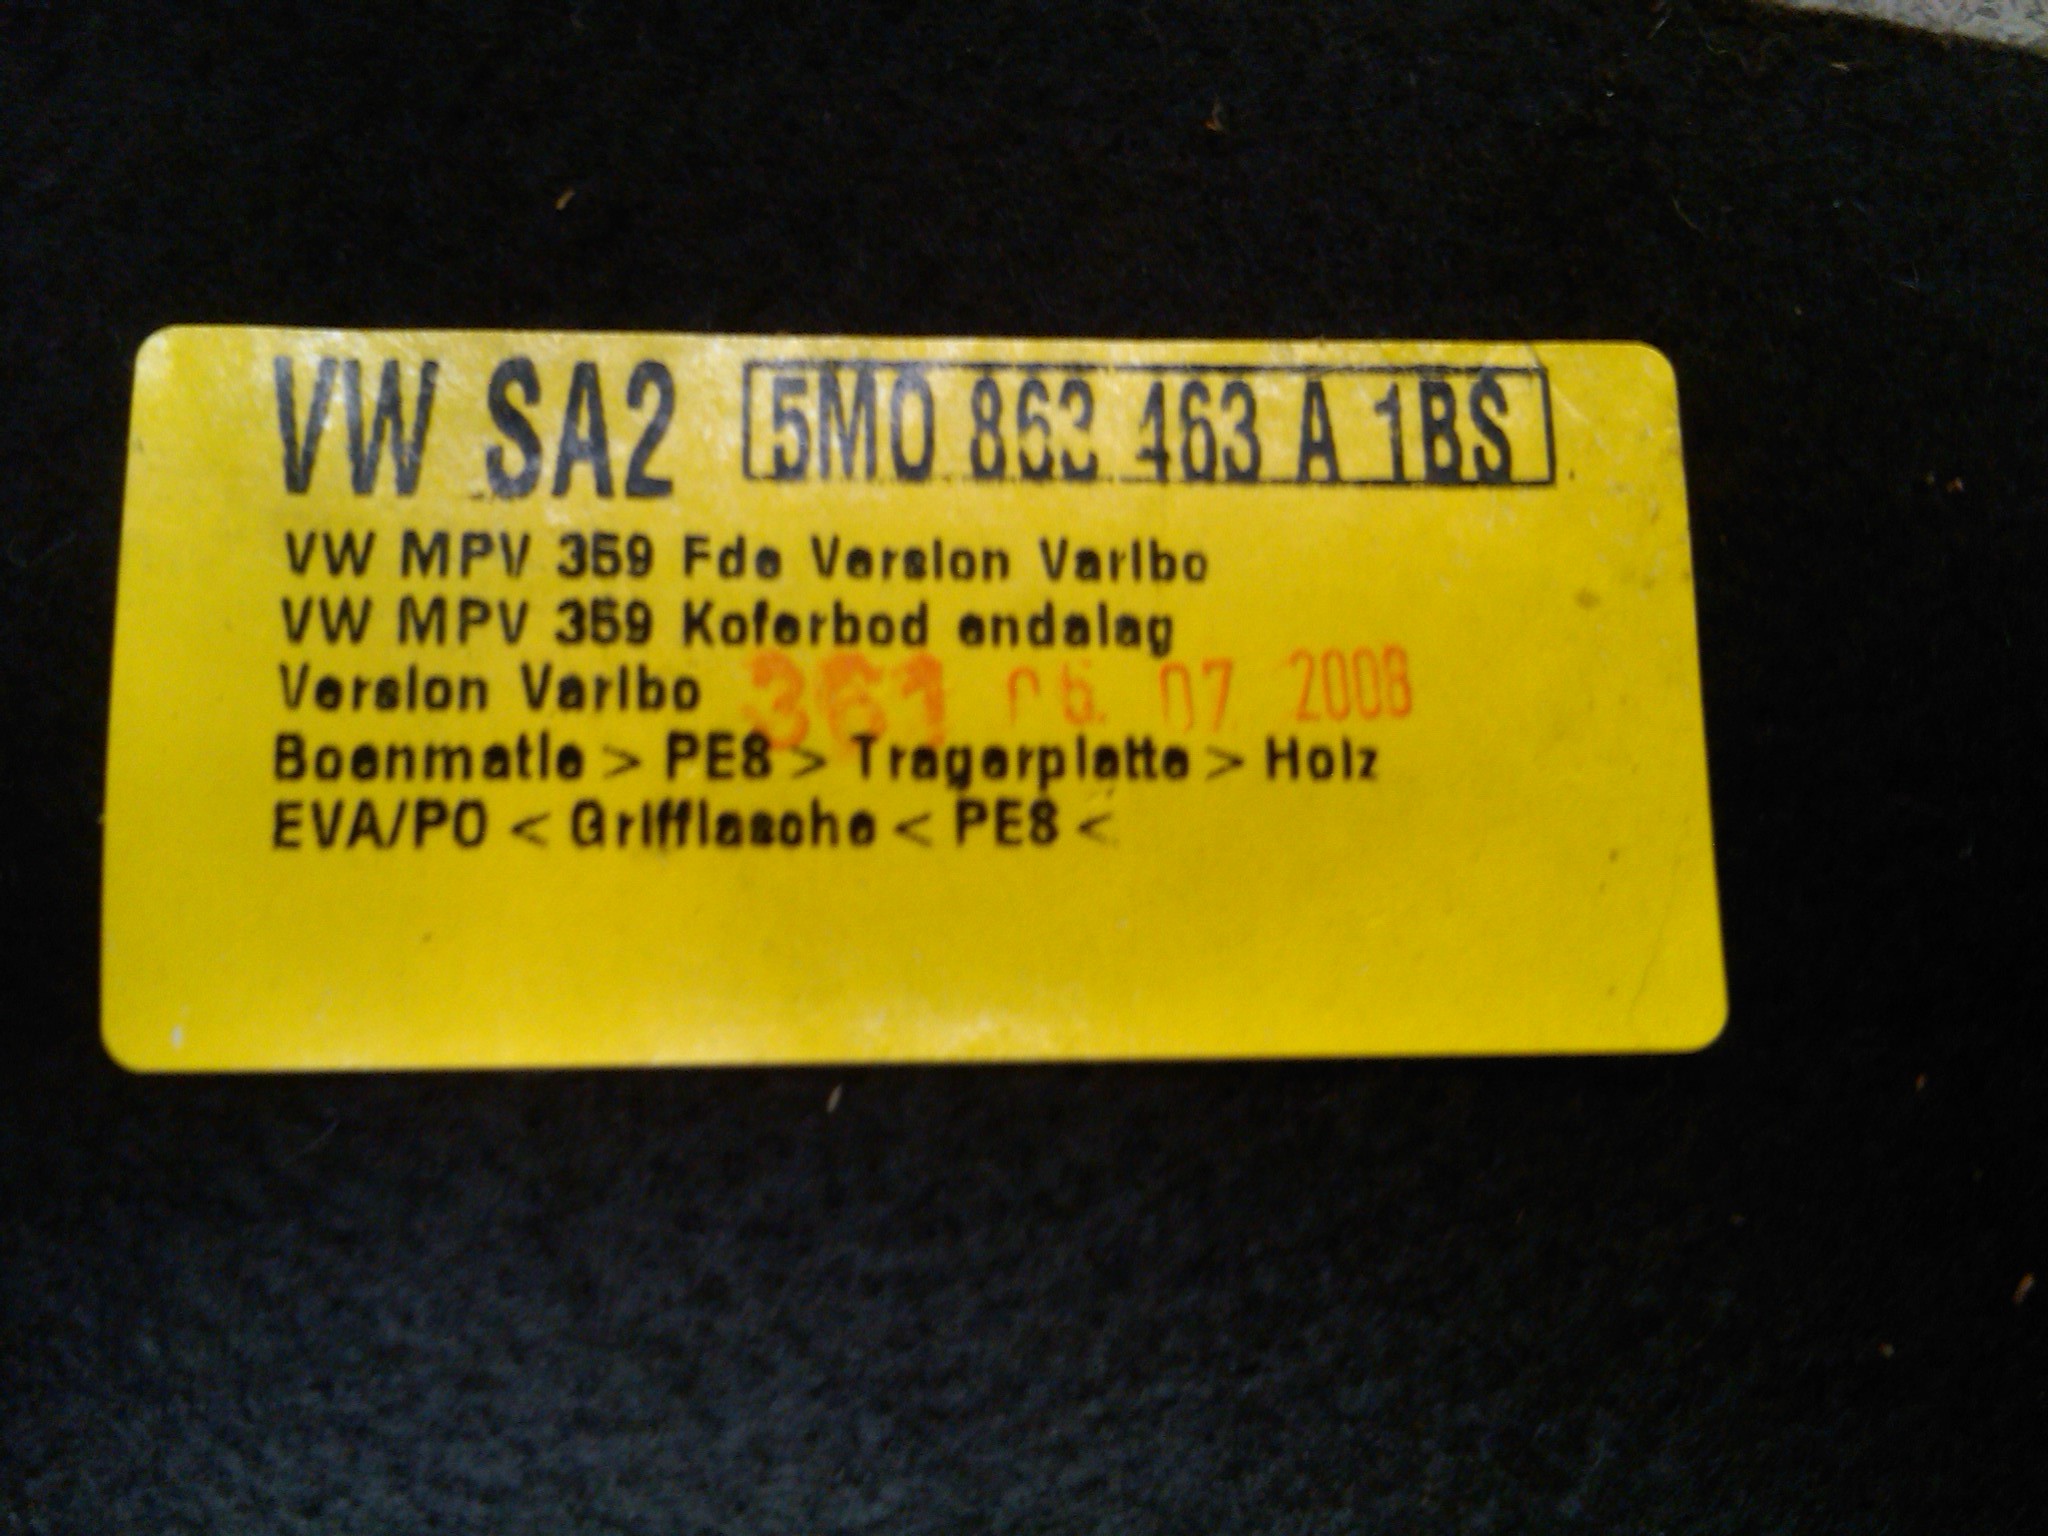 VW SA2 5M0 863 463 A 1BS
VW MPV 359 Fde Version Varibo
VW MPV 359 Koferbod endalag
Version Varibo 361 06. 07 2008
Boenmatle > PE8 > Tragerplatte > Holz
EVA/PO < Grifflasche < PE8 <